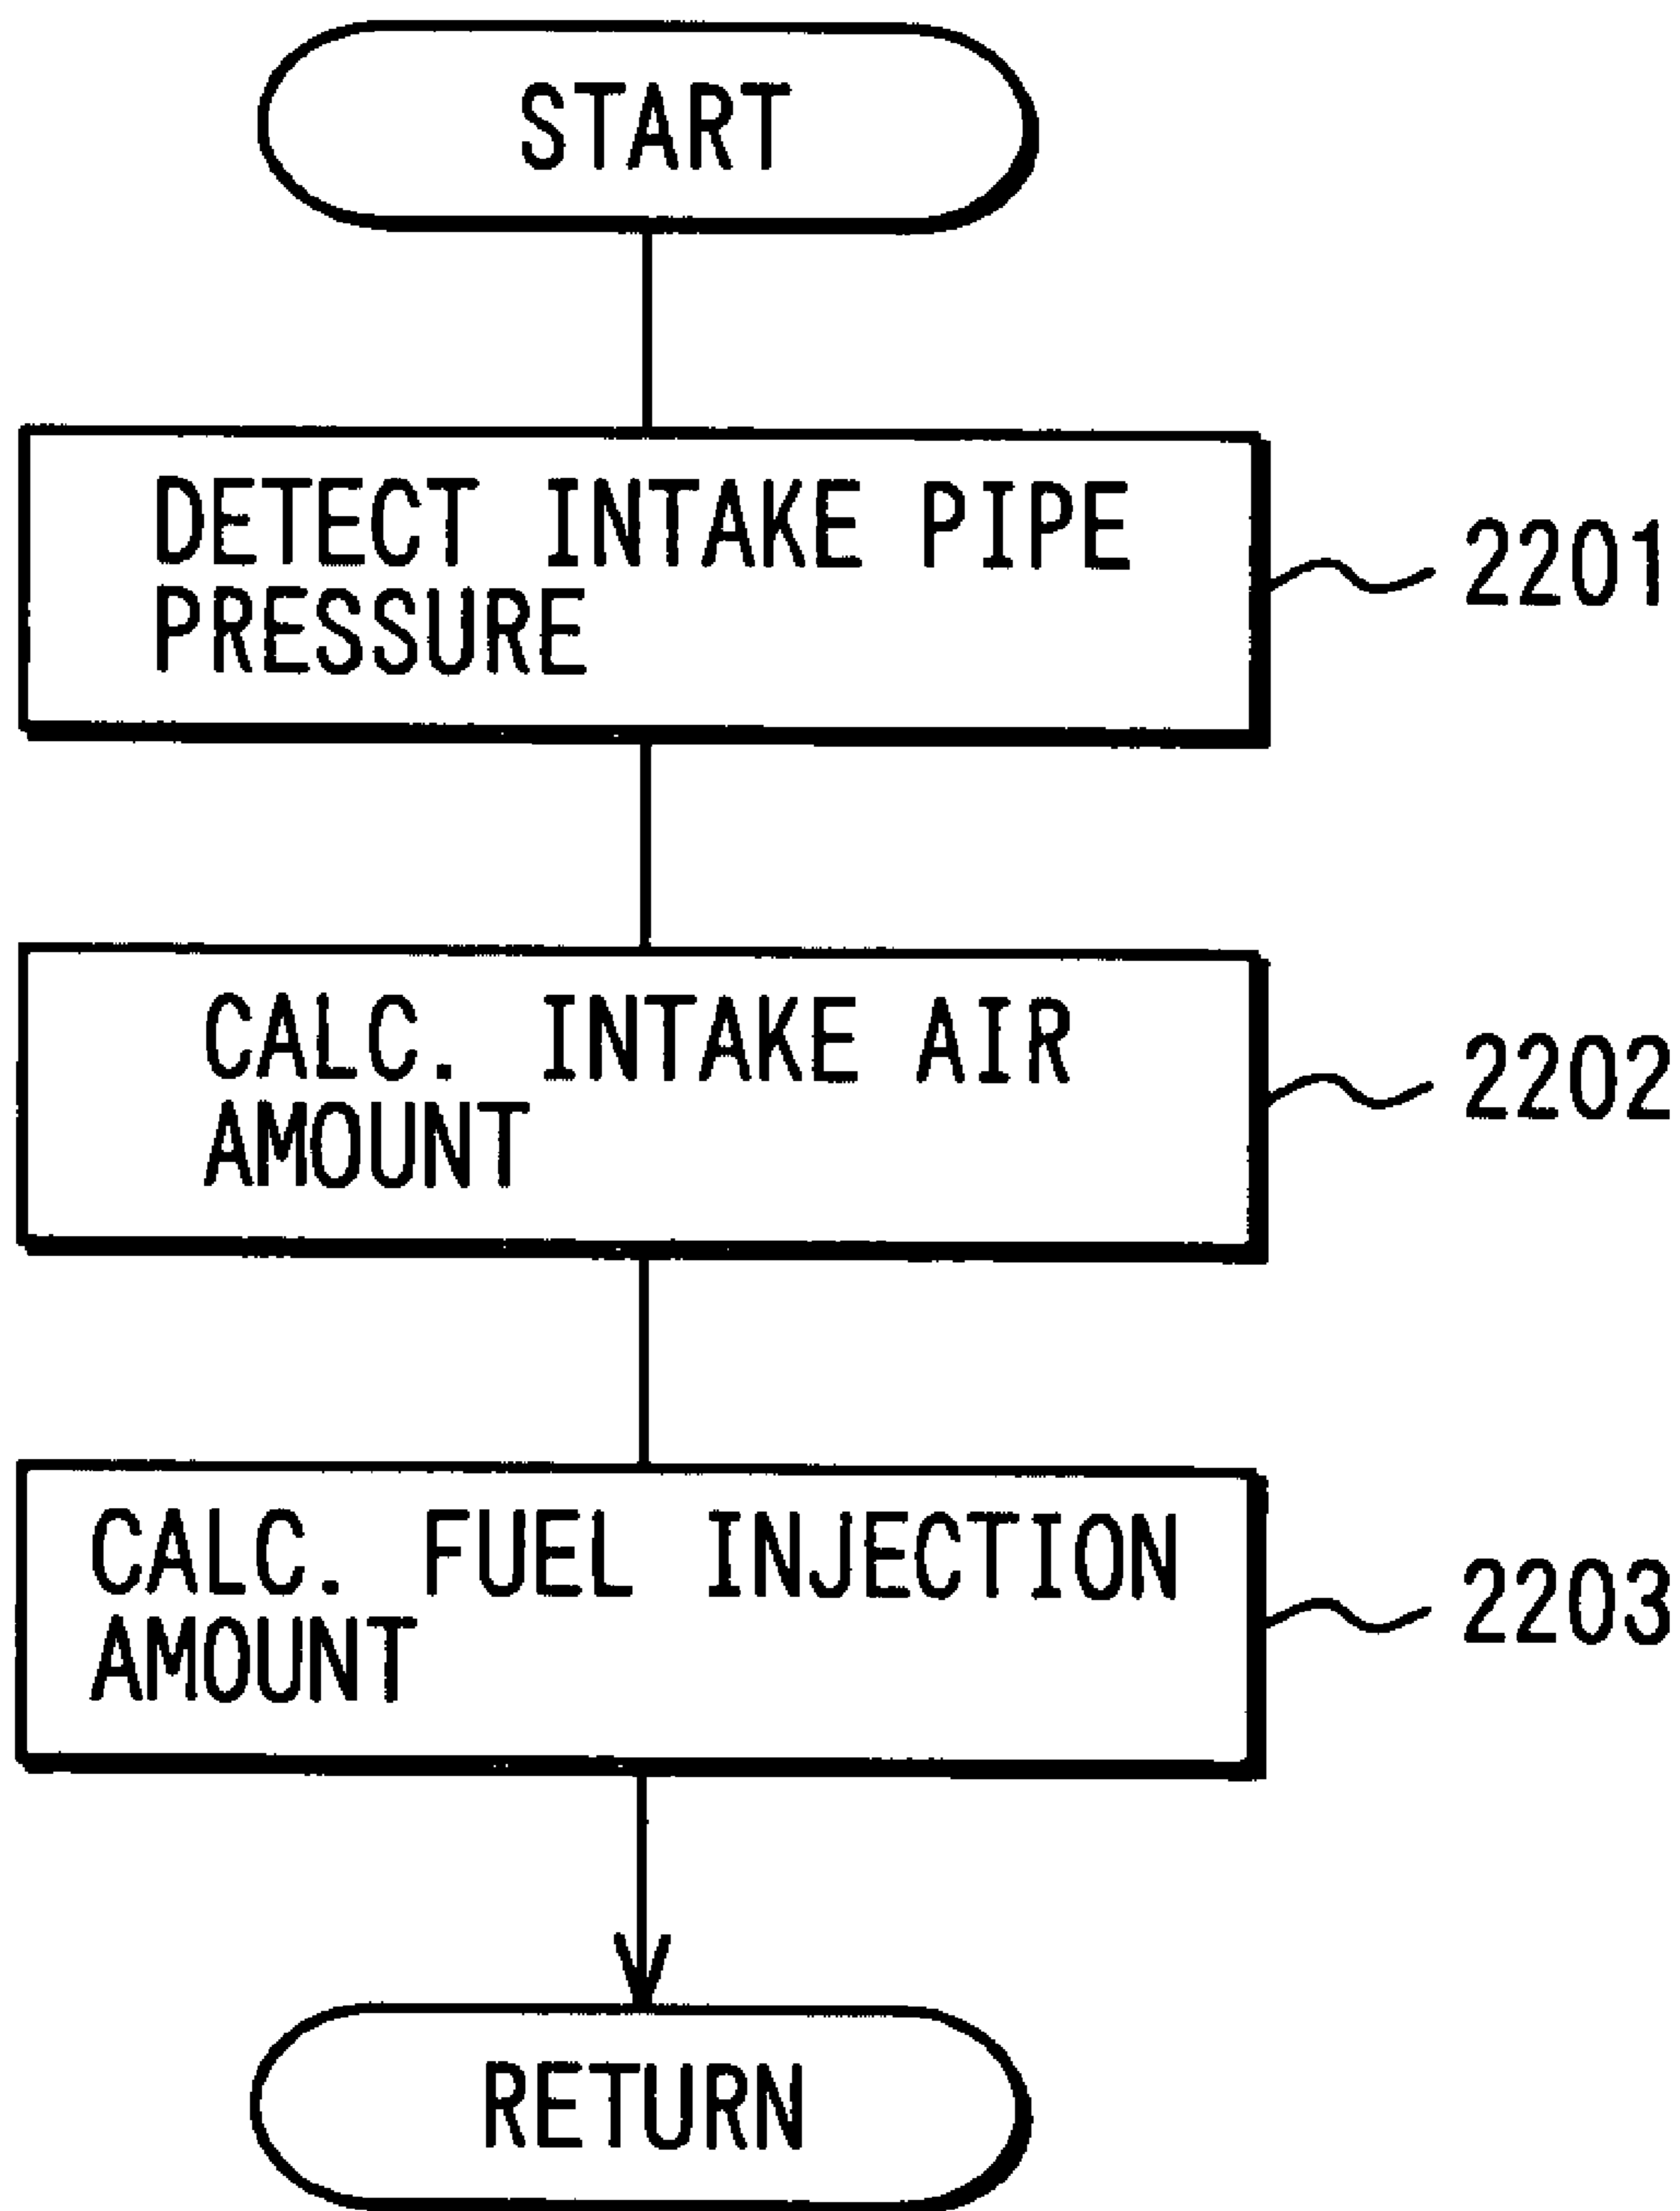 START
DETECT INTAKE PIPE
PRESSURE
2201
CALC. INTAKE AIR
AMOUNT
2202
CALC. FUEL INJECTION
AMOUNT
2203
RETURN